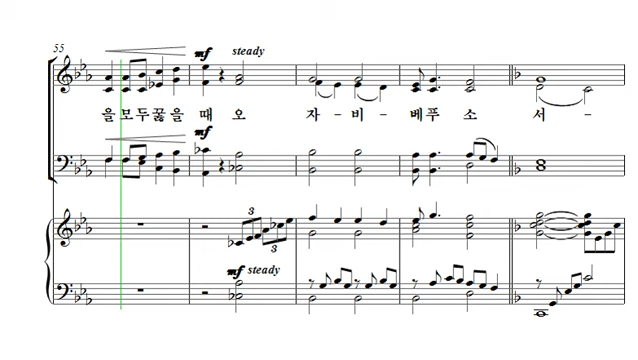 55
mf steady
을 모 두 꿇 을 때 오 자 - 비 - 베 푸 소 서 -
mf
3
3
mf steady